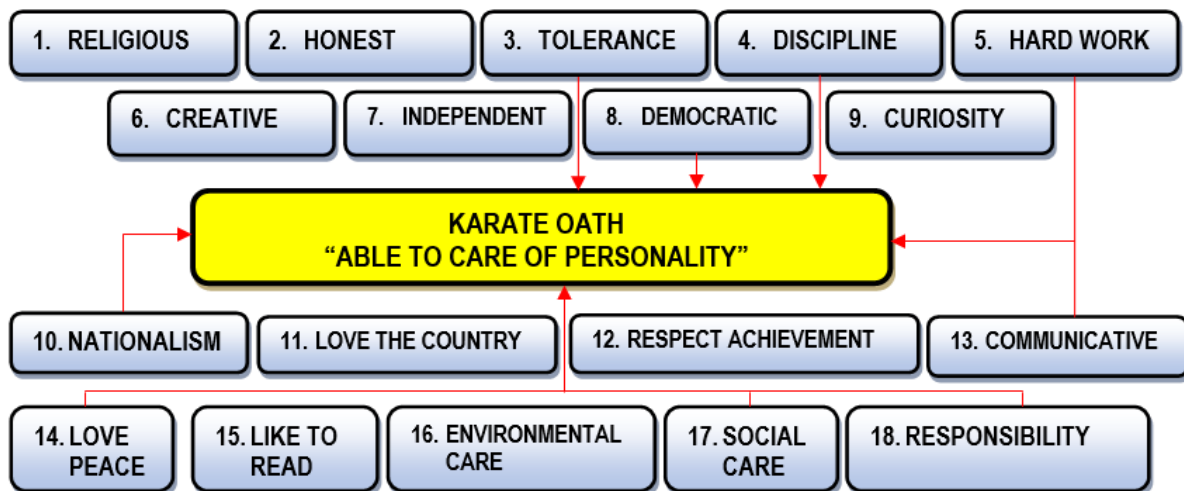 1. RELIGIOUS
2. HONEST
3. TOLERANCE
4. DISCIPLINE
5. HARD WORK
6. CREATIVE
7. INDEPENDENT
8. DEMOCRATIC
9. CURIOSITY
KARATE OATH
“ABLE TO CARE OF PERSONALITY”
10. NATIONALISM
11. LOVE THE COUNTRY
12. RESPECT ACHIEVEMENT
13. COMMUNICATIVE
14. LOVE
PEACE
15. LIKE TO
READ
16. ENVIRONMENTAL
CARE
17. SOCIAL
CARE
18. RESPONSIBILITY